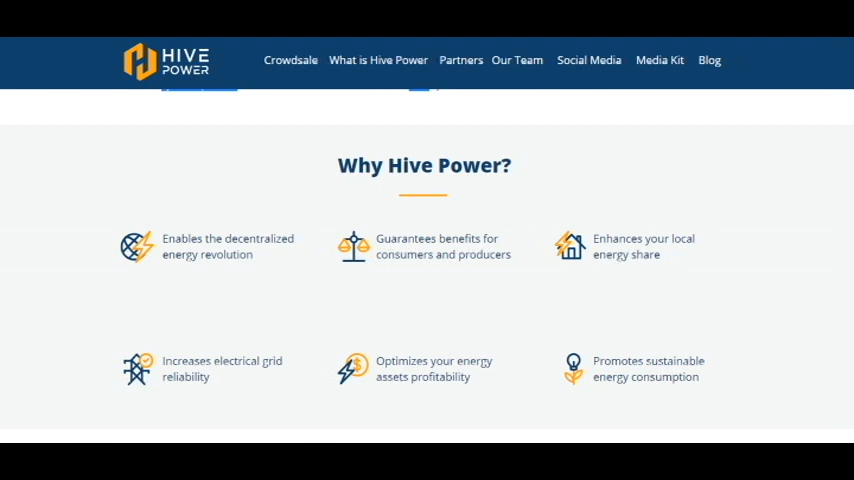 HIVE
POWER
Crowdsale What is Hive Power Partners Our Team Social Media Media Kit Blog
Why Hive Power?
Enables the decentralized
energy revolution
Guarantees benefits for
consumers and producers
Enhances your local
energy share
Increases electrical grid
reliability
Optimizes your energy
assets profitability
Promotes sustainable
energy consumption